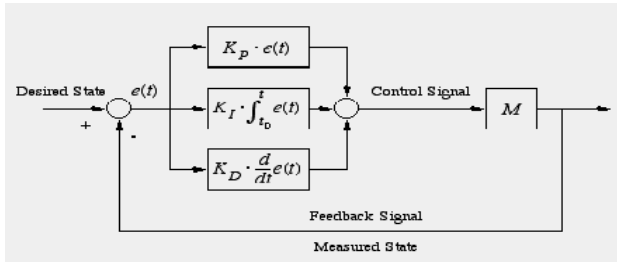 K_P · e(t)
Desired State e(t) Control Signal
K_I · ∫_{t_0}^{t} e(t)
M
+
-
K_D · d/dt e(t)
Feedback Signal
Measured State